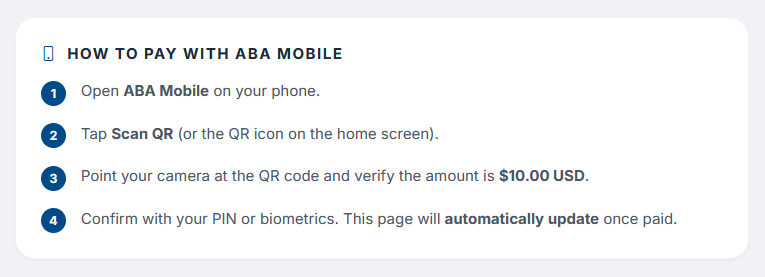 HOW TO PAY WITH ABA MOBILE
1 Open ABA Mobile on your phone.
2 Tap Scan QR (or the QR icon on the home screen).
3 Point your camera at the QR code and verify the amount is $10.00 USD.
4 Confirm with your PIN or biometrics. This page will automatically update once paid.